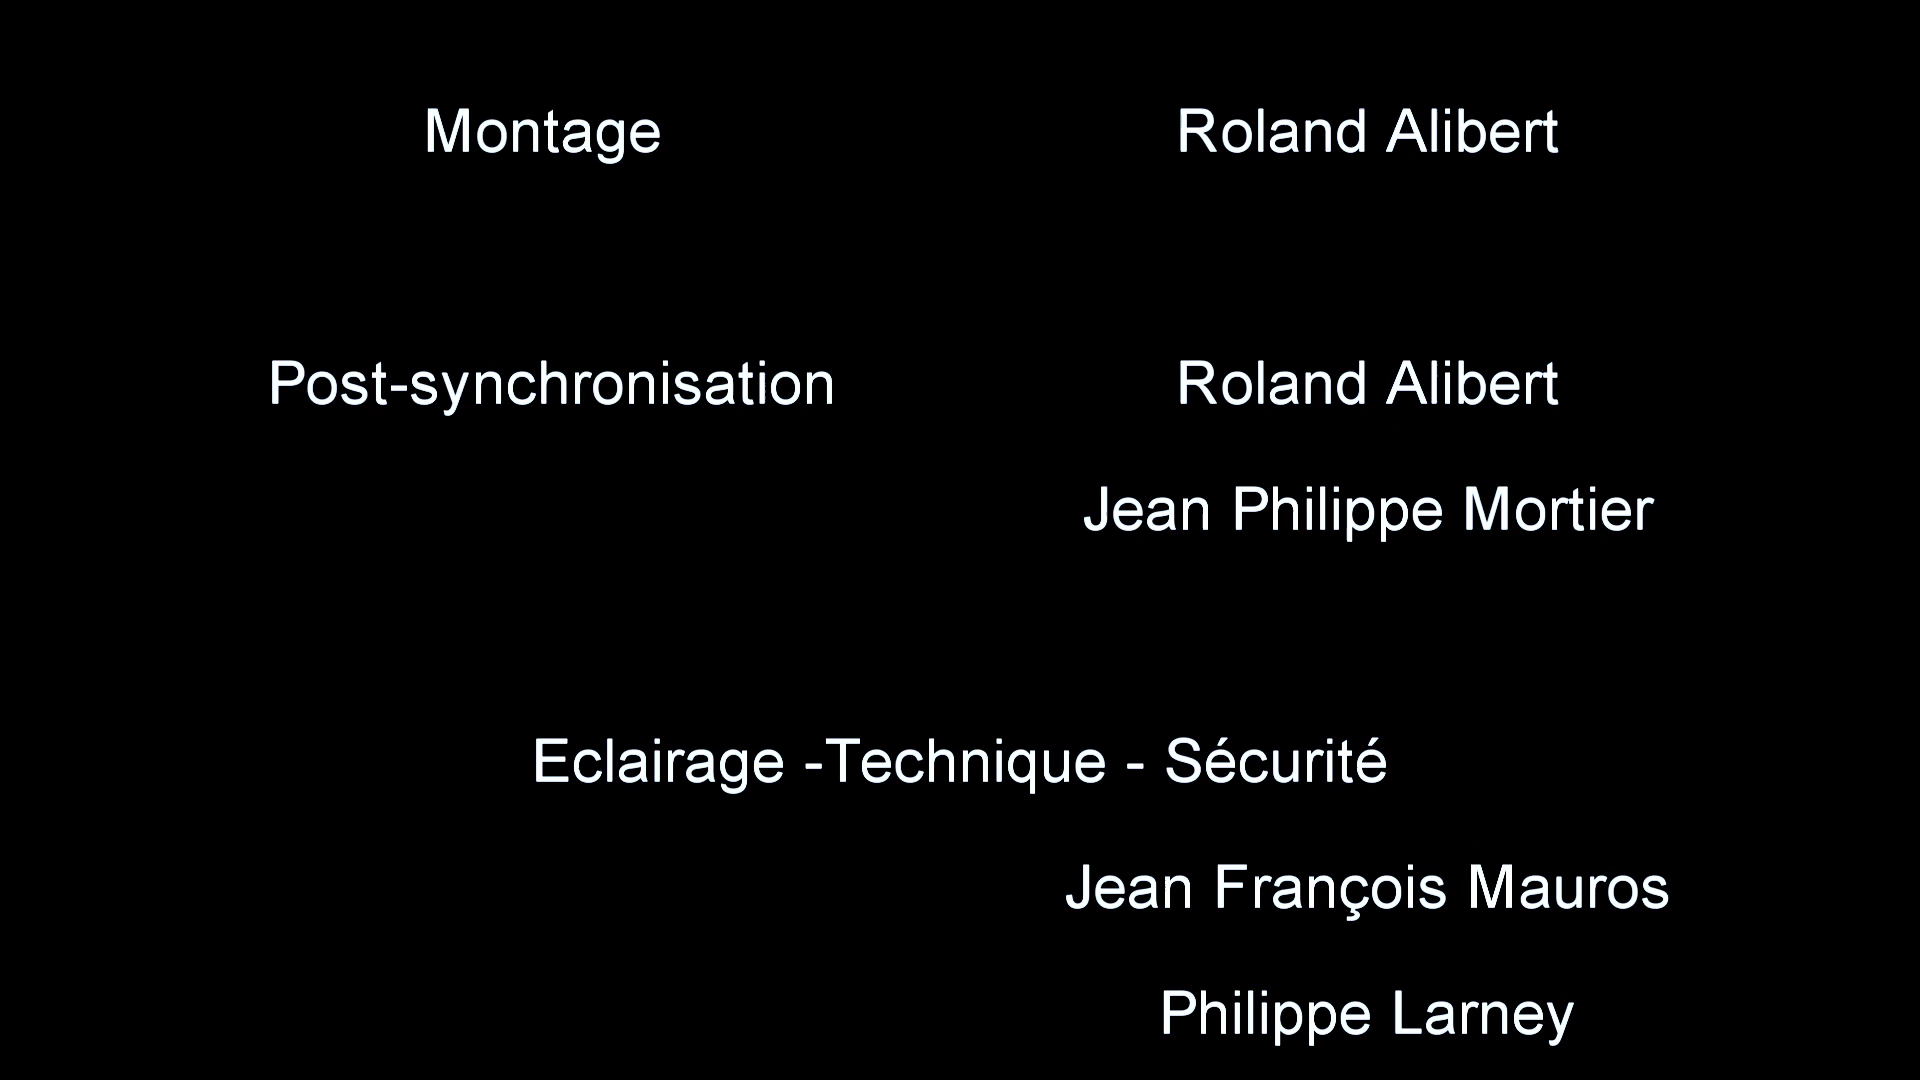 Montage Roland Alibert
Post-synchronisation Roland Alibert
Jean Philippe Mortier
Eclairage -Technique - Sécurité
Jean François Mauros
Philippe Larney